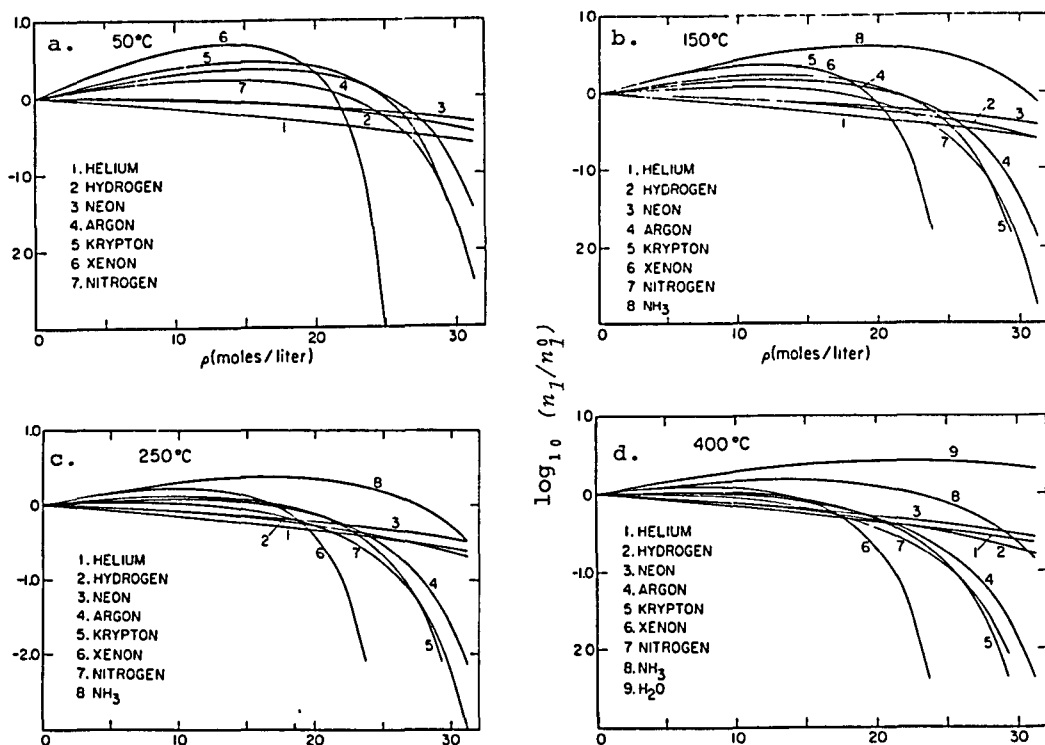 a. 50°C
1.0
0
-1.0
2.0
0 10 20 30
ρ(moles/liter)
6
5
4
7
3
2
1
1. HELIUM
2 HYDROGEN
3 NEON
4 ARGON
5 KRYPTON
6 XENON
7. NITROGEN
b. 150°C
1.0
0
-1.0
2.0
0 10 20 30
ρ(moles/liter)
8
5 6
4
2
3
1
7
4
5
1. HELIUM
2 HYDROGEN
3 NEON
4 ARGON
5 KRYPTON
6 XENON
7 NITROGEN
8 NH₃
log₁₀ (n₁/n₁⁰)
c. 250°C
1.0
0.0
-1.0
-2.0
0 10 20 30
8
3
2 1
6 7
4
5
1. HELIUM
2. HYDROGEN
3. NEON
4 ARGON
5. KRYPTON
6. XENON
7 NITROGEN
8 NH₃
d. 400°C
1.0
0.0
-1.0
2.0
0 10 20 30
9
8
3
1 2
6 7
4
5
1. HELIUM
2. HYDROGEN
3. NEON
4. ARGON
5. KRYPTON
6. XENON
7 NITROGEN
8. NH₃
9. H₂O